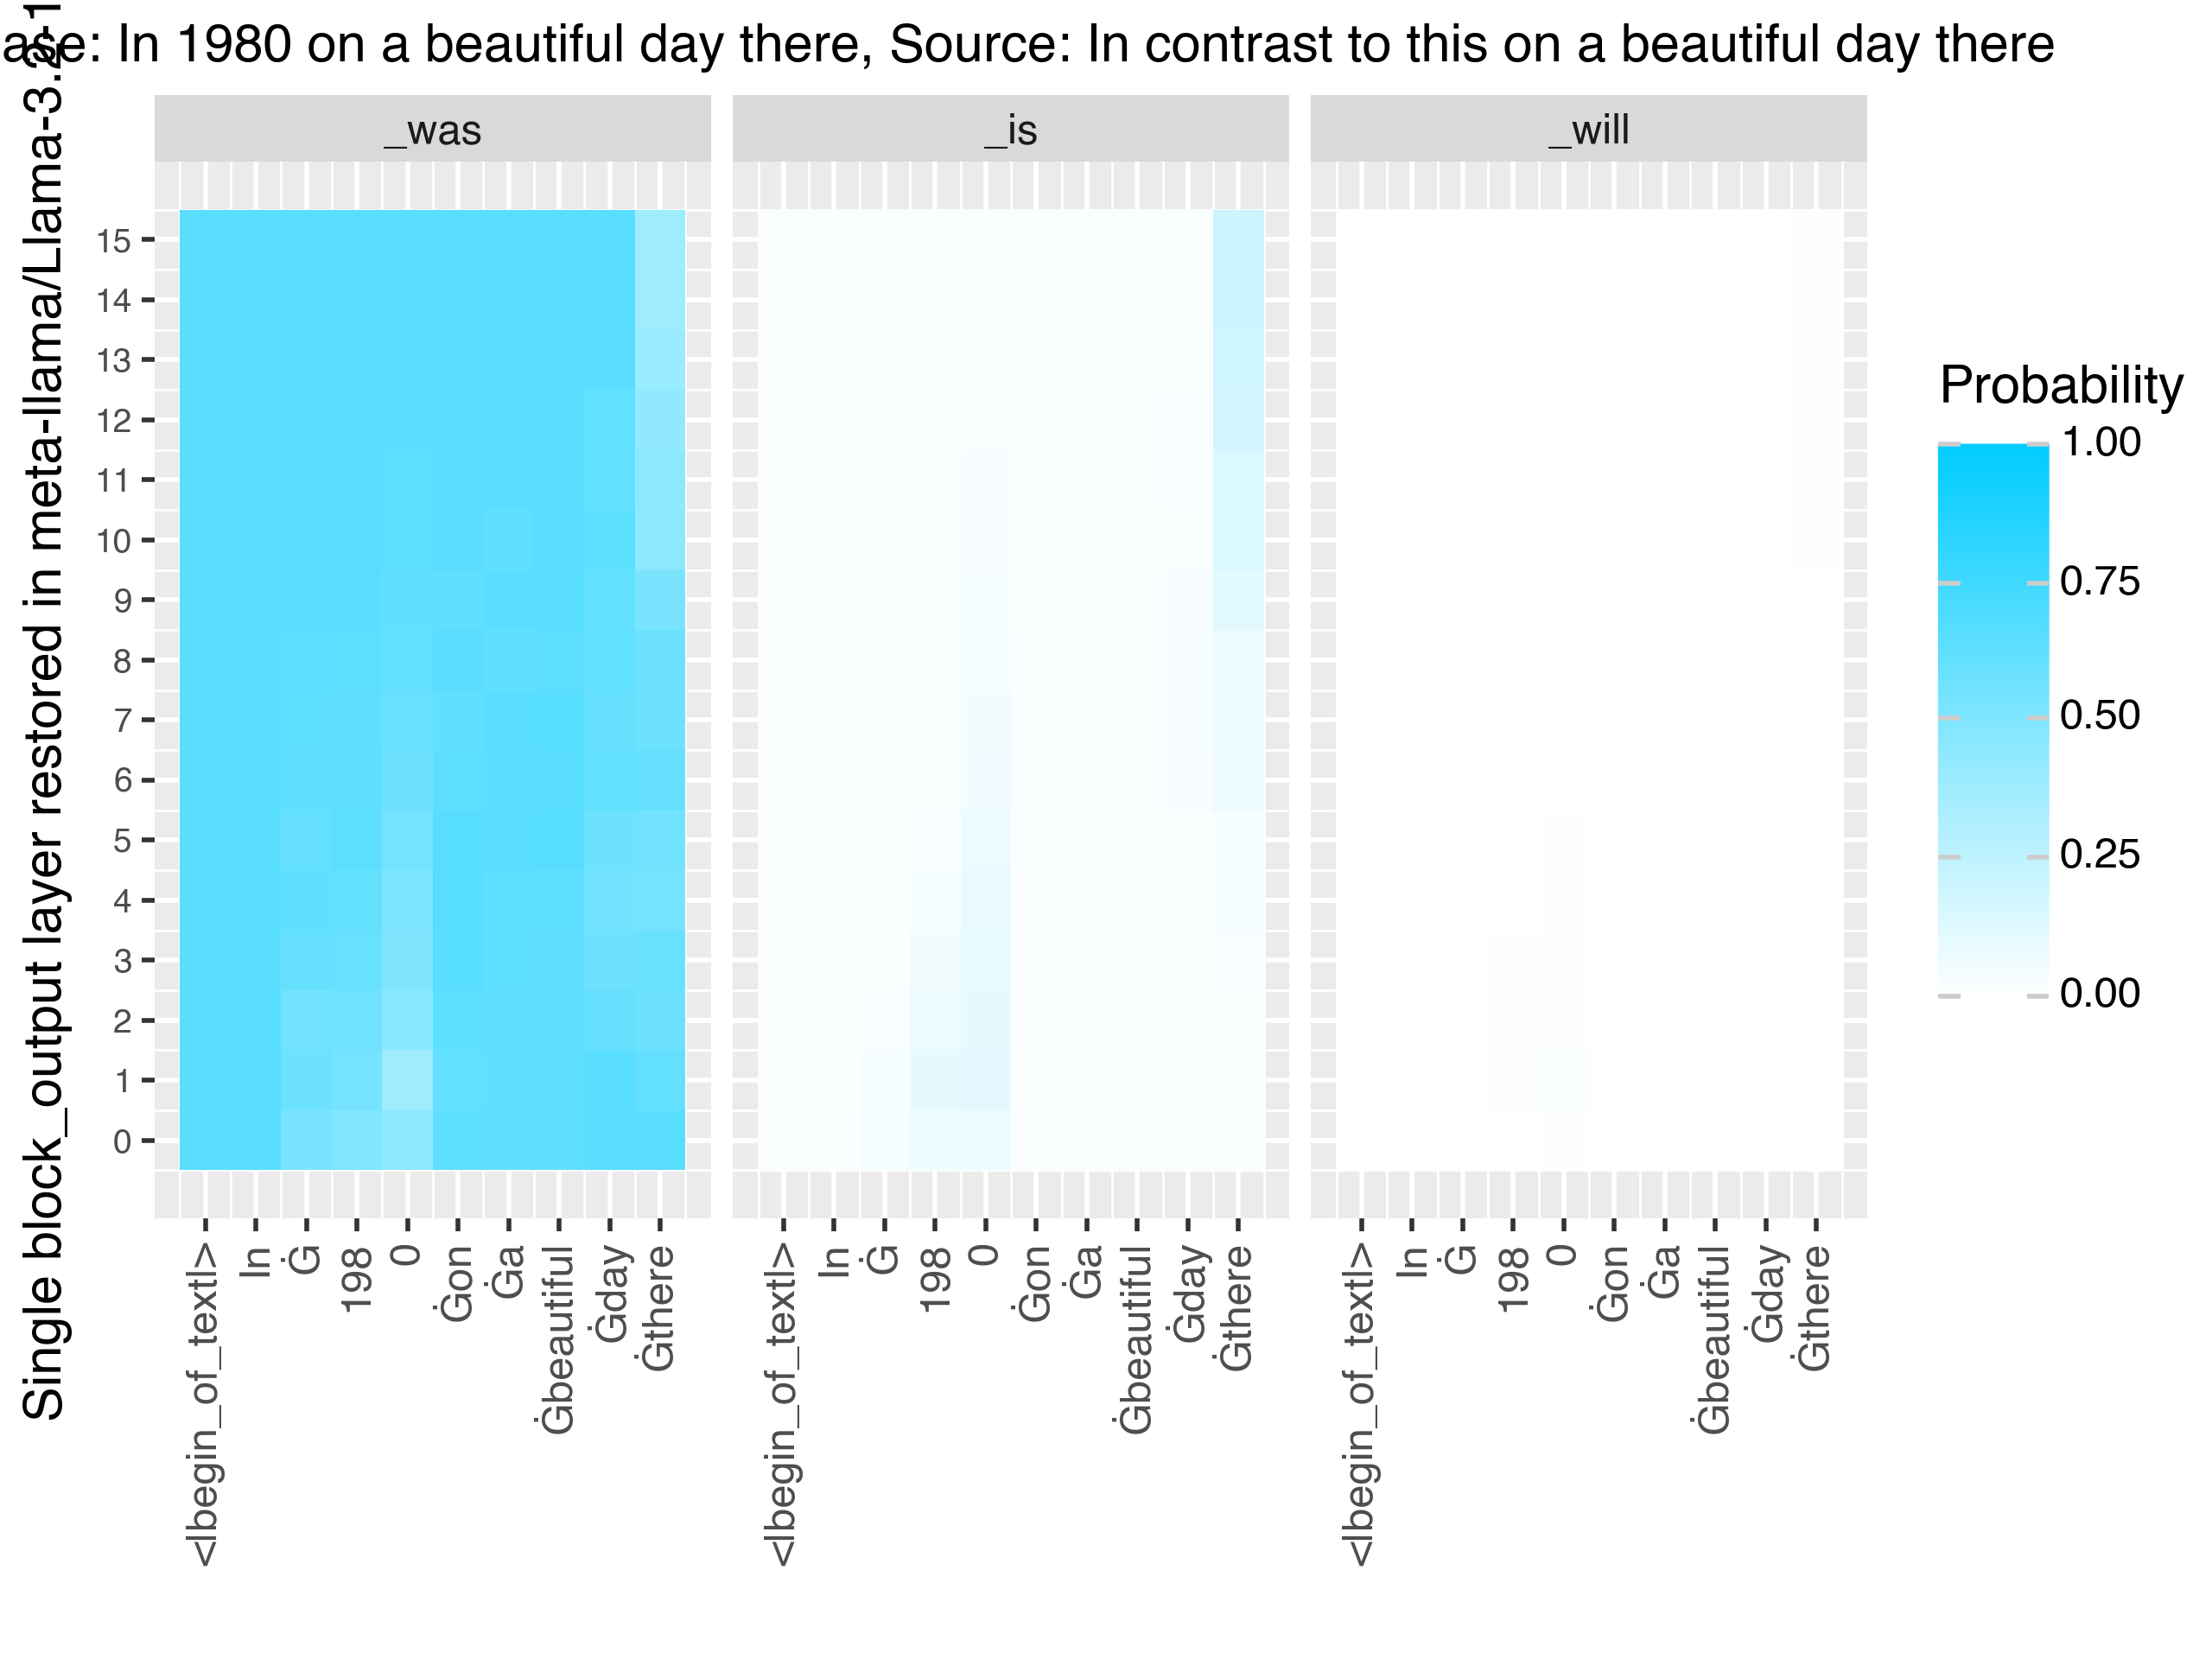 ase: In 1980 on a beautiful day there, Source: In contrast to this on a beautiful day there
Single block_output layer restored in meta-llama/Llama-3.2-1
_was
_is
_will
15
14
13
12
11
10
9
8
7
6
5
4
3
2
1
0
<|begin_of_text|>
In
Ġ
198
0
Ġon
Ġa
Ġbeautiful
Ġday
Ġthere
<|begin_of_text|>
In
Ġ
198
0
Ġon
Ġa
Ġbeautiful
Ġday
Ġthere
<|begin_of_text|>
In
Ġ
198
0
Ġon
Ġa
Ġbeautiful
Ġday
Ġthere
Probability
1.00
0.75
0.50
0.25
0.00